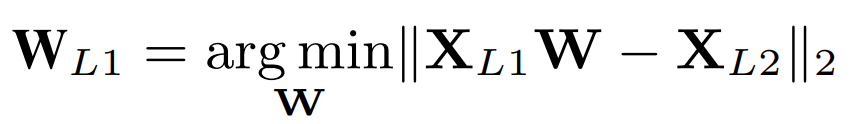 W_{L1} = arg min_W ‖X_{L1}W − X_{L2}‖_2